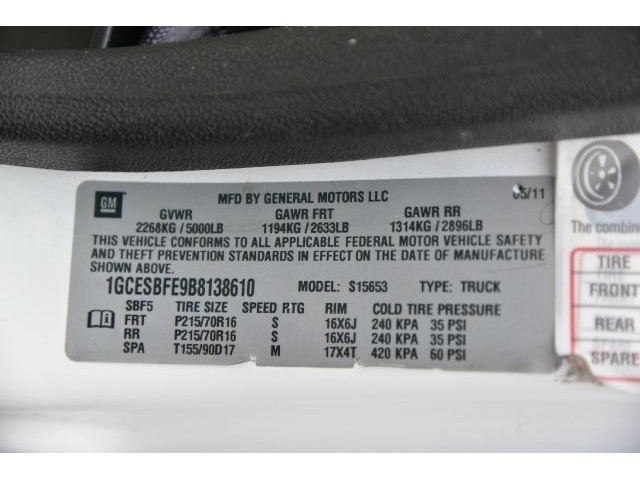 GM
MFD BY GENERAL MOTORS LLC 05/11
GVWR GAWR FRT GAWR RR
2268KG / 5000LB 1194KG / 2633LB 1314KG / 2896LB
THIS VEHICLE CONFORMS TO ALL APPLICABLE FEDERAL MOTOR VEHICLE SAFETY
AND THEFT PREVENTION STANDARDS IN EFFECT ON THE DATE OF MANUFACTURE
SHOWN ABOVE.
1GCESBFE9B8138610 MODEL: S15653 TYPE: TRUCK
SBF5 TIRE SIZE SPEED RTG RIM COLD TIRE PRESSURE
FRT P215/70R16 S 16X6J 240 KPA 35 PSI
RR P215/70R16 S 16X6J 240 KPA 35 PSI
SPA T155/90D17 M 17X4T 420 KPA 60 PSI
The combine
TIRE
FRONT
REAR
SPARE